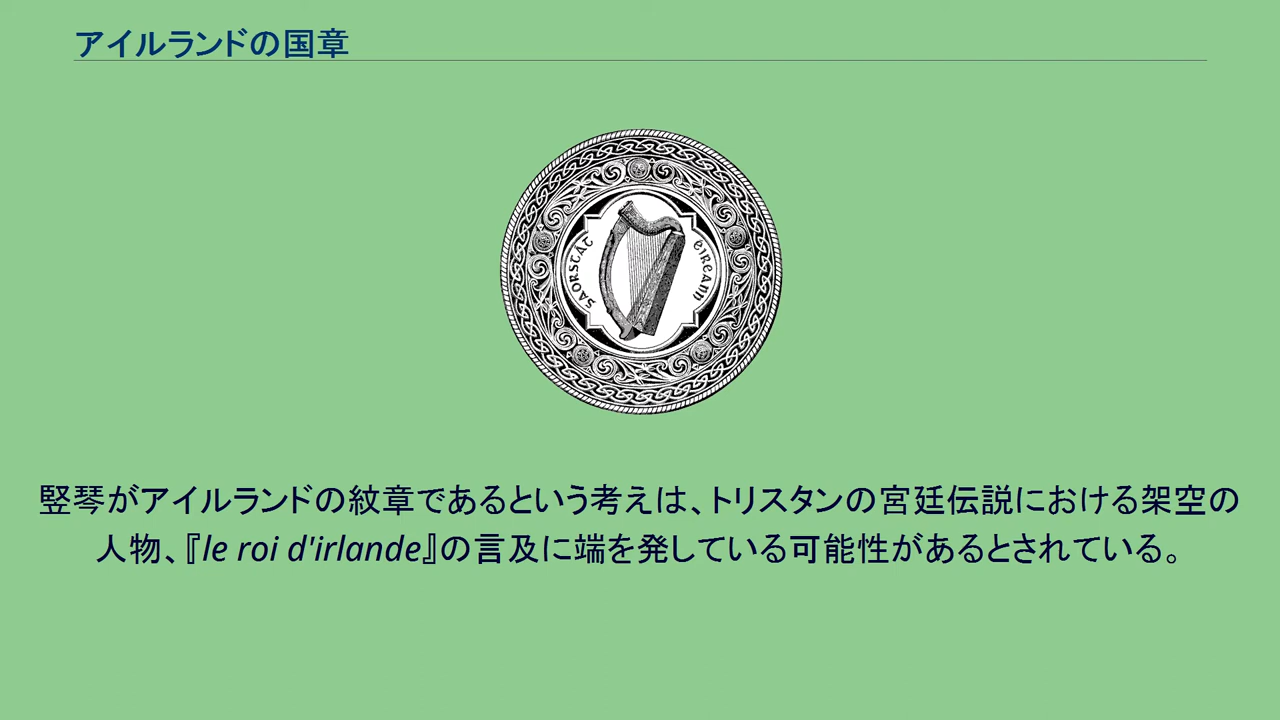 アイルランドの国章
SAORSTÁT
ÉIREANN
竪琴がアイルランドの紋章であるという考えは、トリスタンの宮廷伝説における架空の
人物、『le roi d'irlande』の言及に端を発している可能性があるとされている。